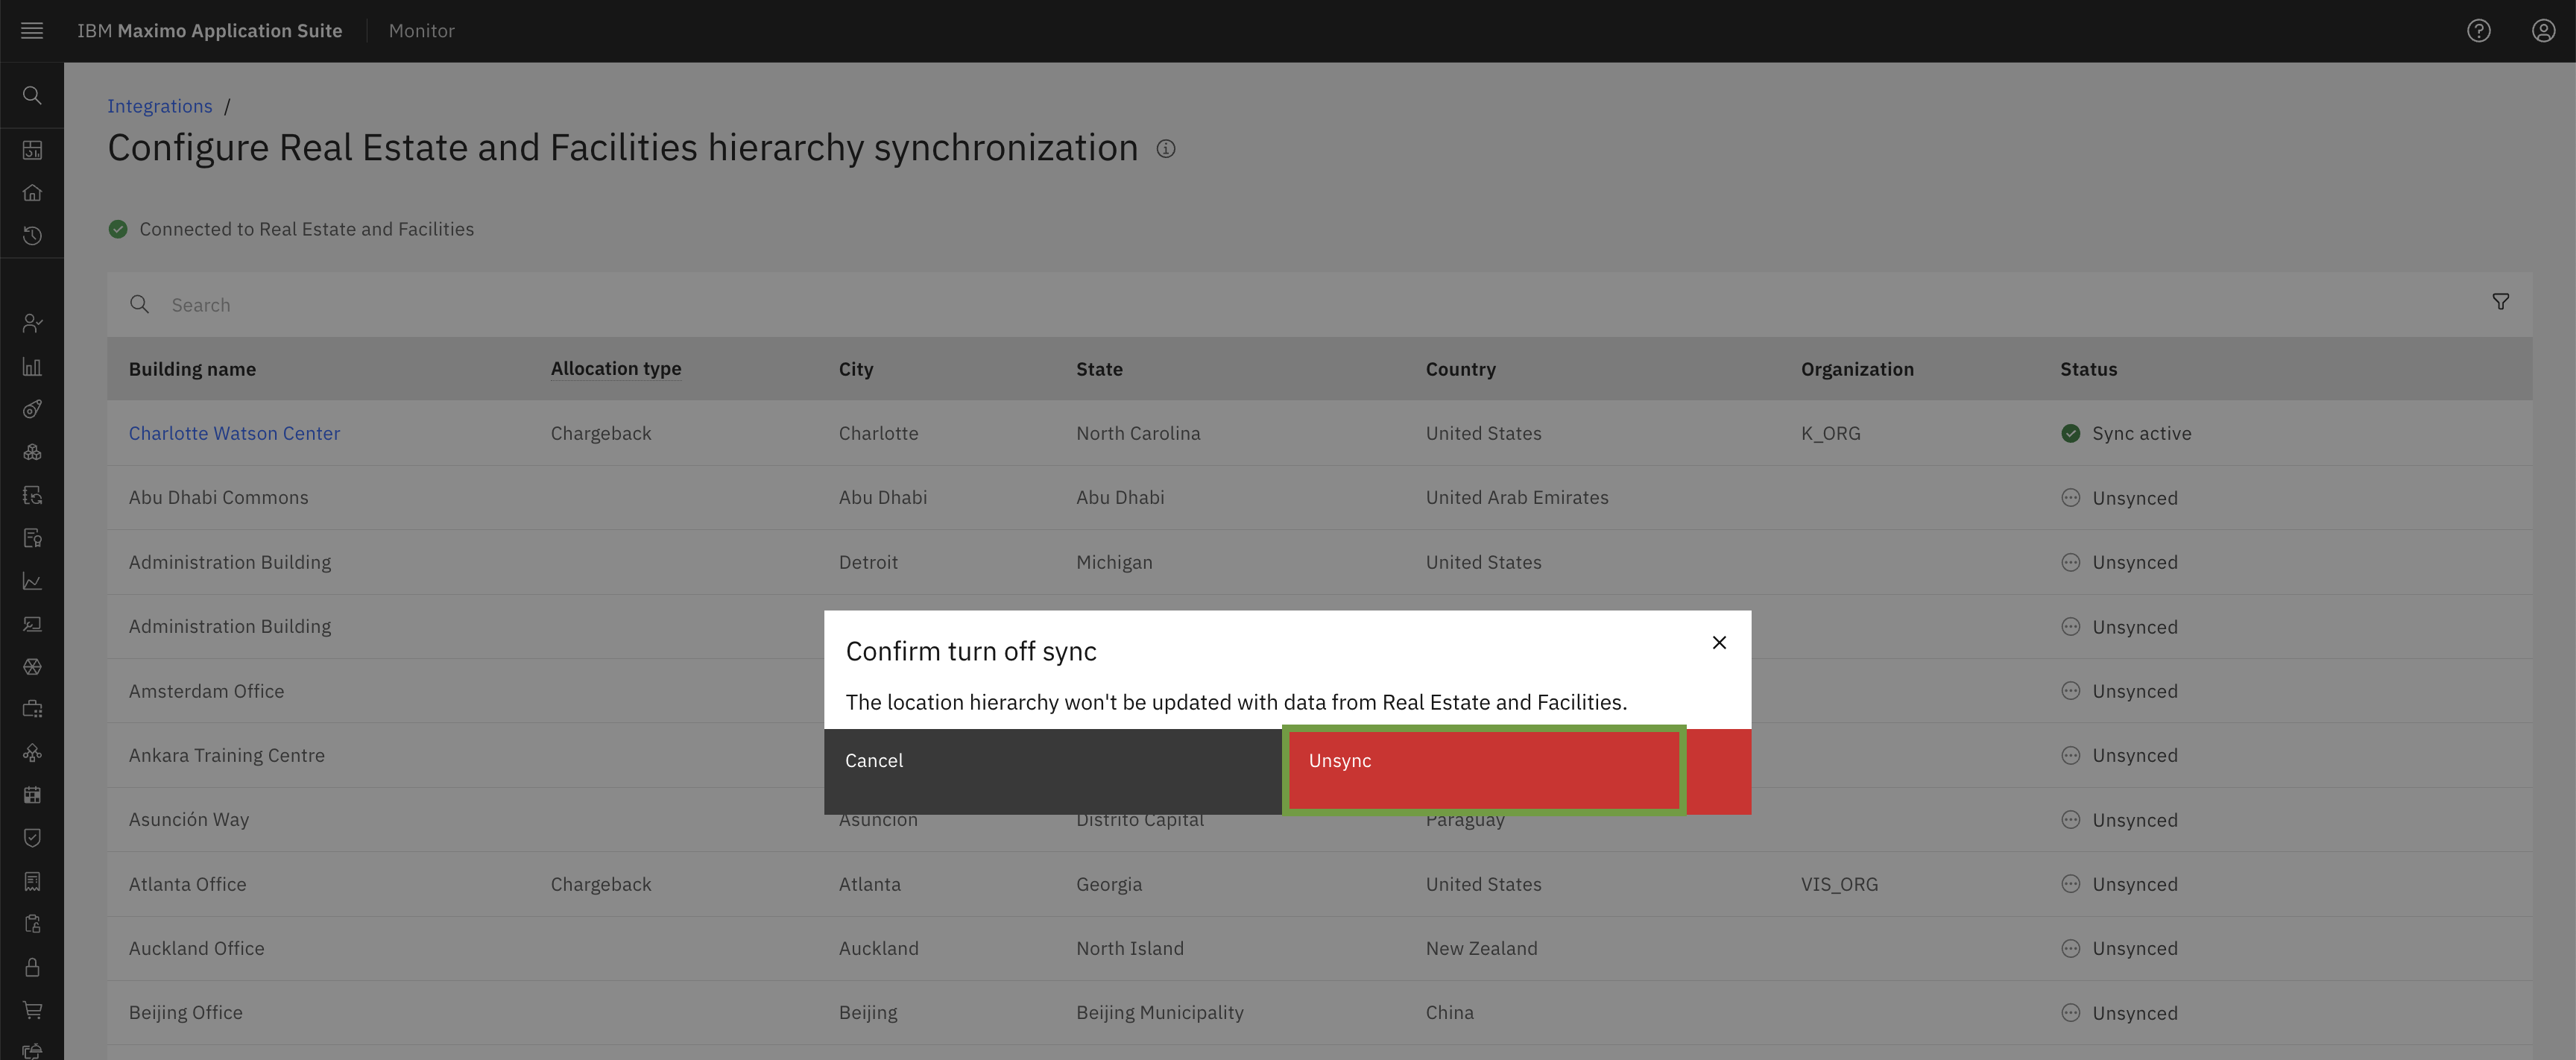 IBM Maximo Application Suite Monitor
Integrations /
Configure Real Estate and Facilities hierarchy synchronization
Connected to Real Estate and Facilities
Search
Building name Allocation type City State Country Organization Status
Charlotte Watson Center Chargeback Charlotte North Carolina United States K_ORG Sync active
Abu Dhabi Commons Abu Dhabi Abu Dhabi United Arab Emirates Unsynced
Administration Building Detroit Michigan United States Unsynced
Administration Building Unsynced
Amsterdam Office Unsynced
Ankara Training Centre Unsynced
Confirm turn off sync
The location hierarchy won't be updated with data from Real Estate and Facilities.
Cancel Unsync
Asunción Way Asunción Distrito Capital Paraguay Unsynced
Atlanta Office Chargeback Atlanta Georgia United States VIS_ORG Unsynced
Auckland Office Auckland North Island New Zealand Unsynced
Beijing Office Beijing Beijing Municipality China Unsynced